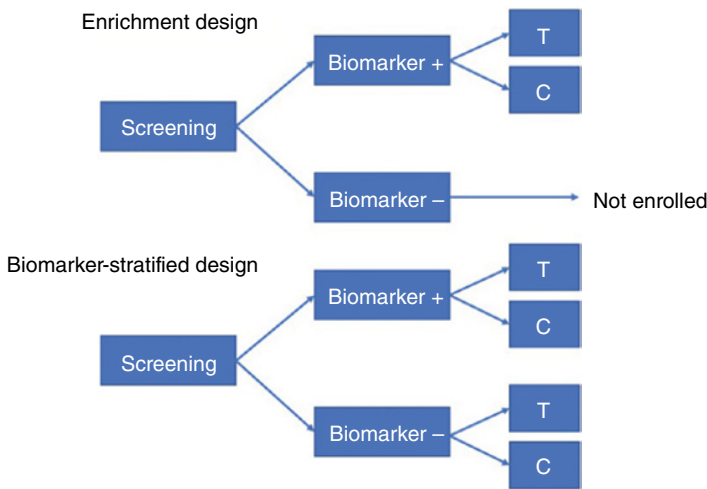 Enrichment design
Screening
Biomarker +
T
C
Biomarker –
Not enrolled
Biomarker-stratified design
Screening
Biomarker +
T
C
Biomarker –
T
C